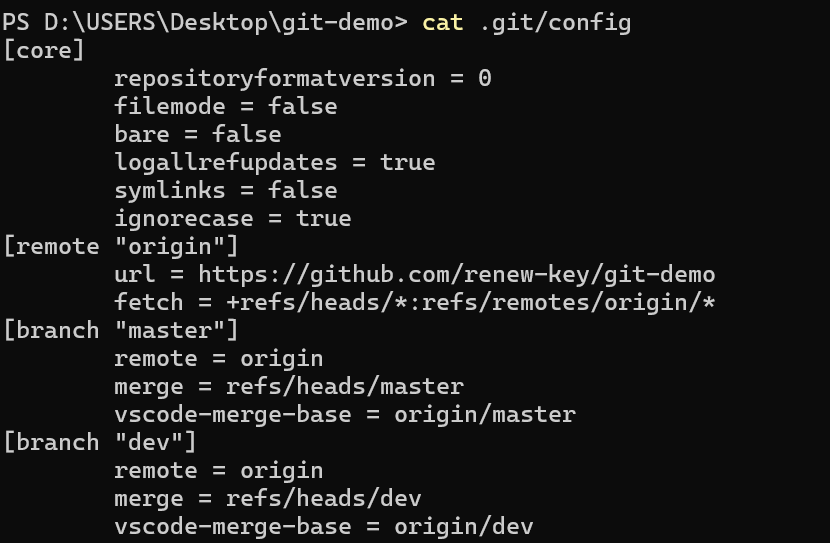 PS D:\USERS\Desktop\git-demo> cat .git/config
[core]
        repositoryformatversion = 0
        filemode = false
        bare = false
        logallrefupdates = true
        symlinks = false
        ignorecase = true
[remote "origin"]
        url = https://github.com/renew-key/git-demo
        fetch = +refs/heads/*:refs/remotes/origin/*
[branch "master"]
        remote = origin
        merge = refs/heads/master
        vscode-merge-base = origin/master
[branch "dev"]
        remote = origin
        merge = refs/heads/dev
        vscode-merge-base = origin/dev